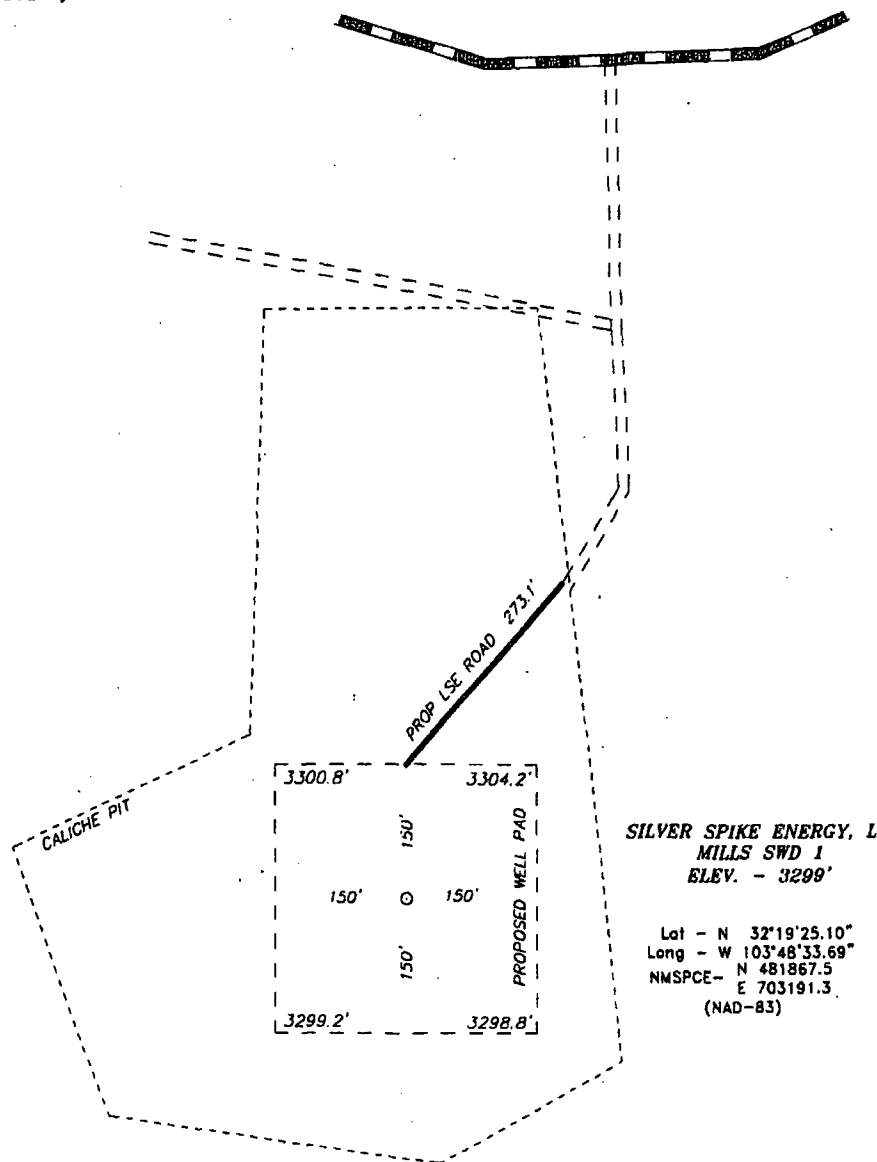 PROP LSE ROAD 273.1'
3300.8' 3304.2'
CALICHE PIT
150'
150' 150'
150'
PROPOSED WELL PAD
3299.2' 3298.8'
SILVER SPIKE ENERGY, L
MILLS SWD 1
ELEV. - 3299'
Lat - N 32°19'25.10"
Long - W 103°48'33.69"
NMSPCE- N 481867.5
E 703191.3
(NAD-83)